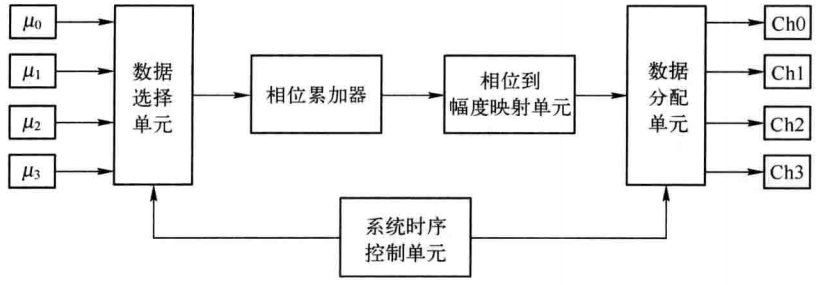 μ0
μ1
μ2
μ3
数据
选择
单元
相位累加器
相位到
幅度映射单元
数据
分配
单元
Ch0
Ch1
Ch2
Ch3
系统时序
控制单元